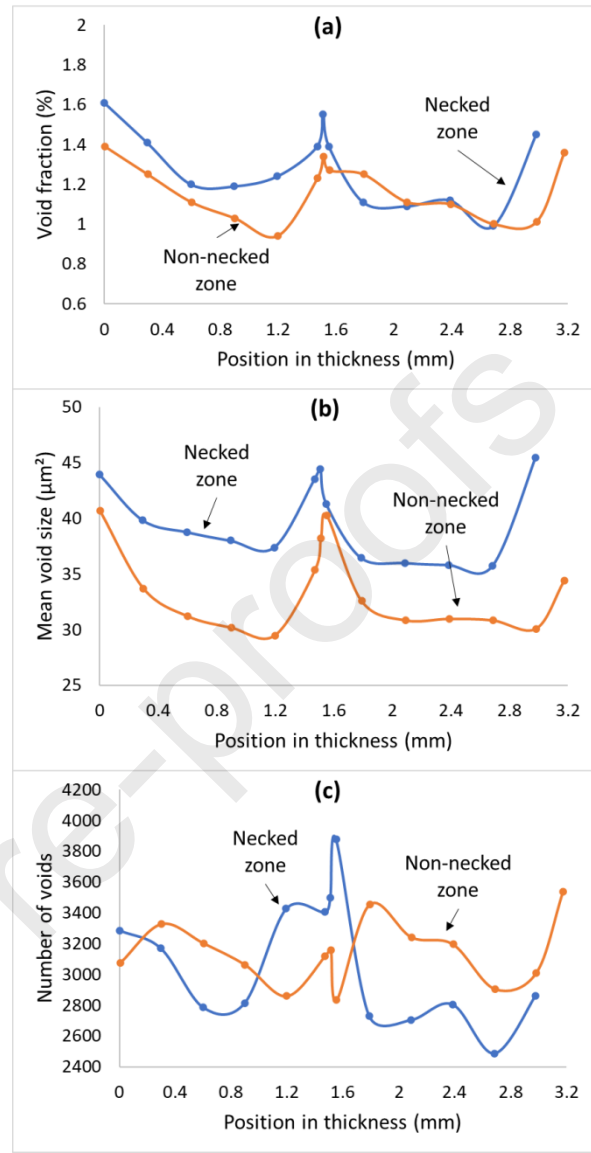 (a)
2
1.8
1.6
1.4
1.2
1
0.8
0.6
Void fraction (%)
Necked
zone
Non-necked
zone
0 0.4 0.8 1.2 1.6 2 2.4 2.8 3.2
Position in thickness (mm)
(b)
50
45
40
35
30
25
Mean void size (µm²)
Necked
zone
Non-necked
zone
0 0.4 0.8 1.2 1.6 2 2.4 2.8 3.2
Position in thickness (mm)
(c)
4200
4000
3800
3600
3400
3200
3000
2800
2600
2400
Number of voids
Necked
zone
Non-necked
zone
0 0.4 0.8 1.2 1.6 2 2.4 2.8 3.2
Position in thickness (mm)
re-proofs